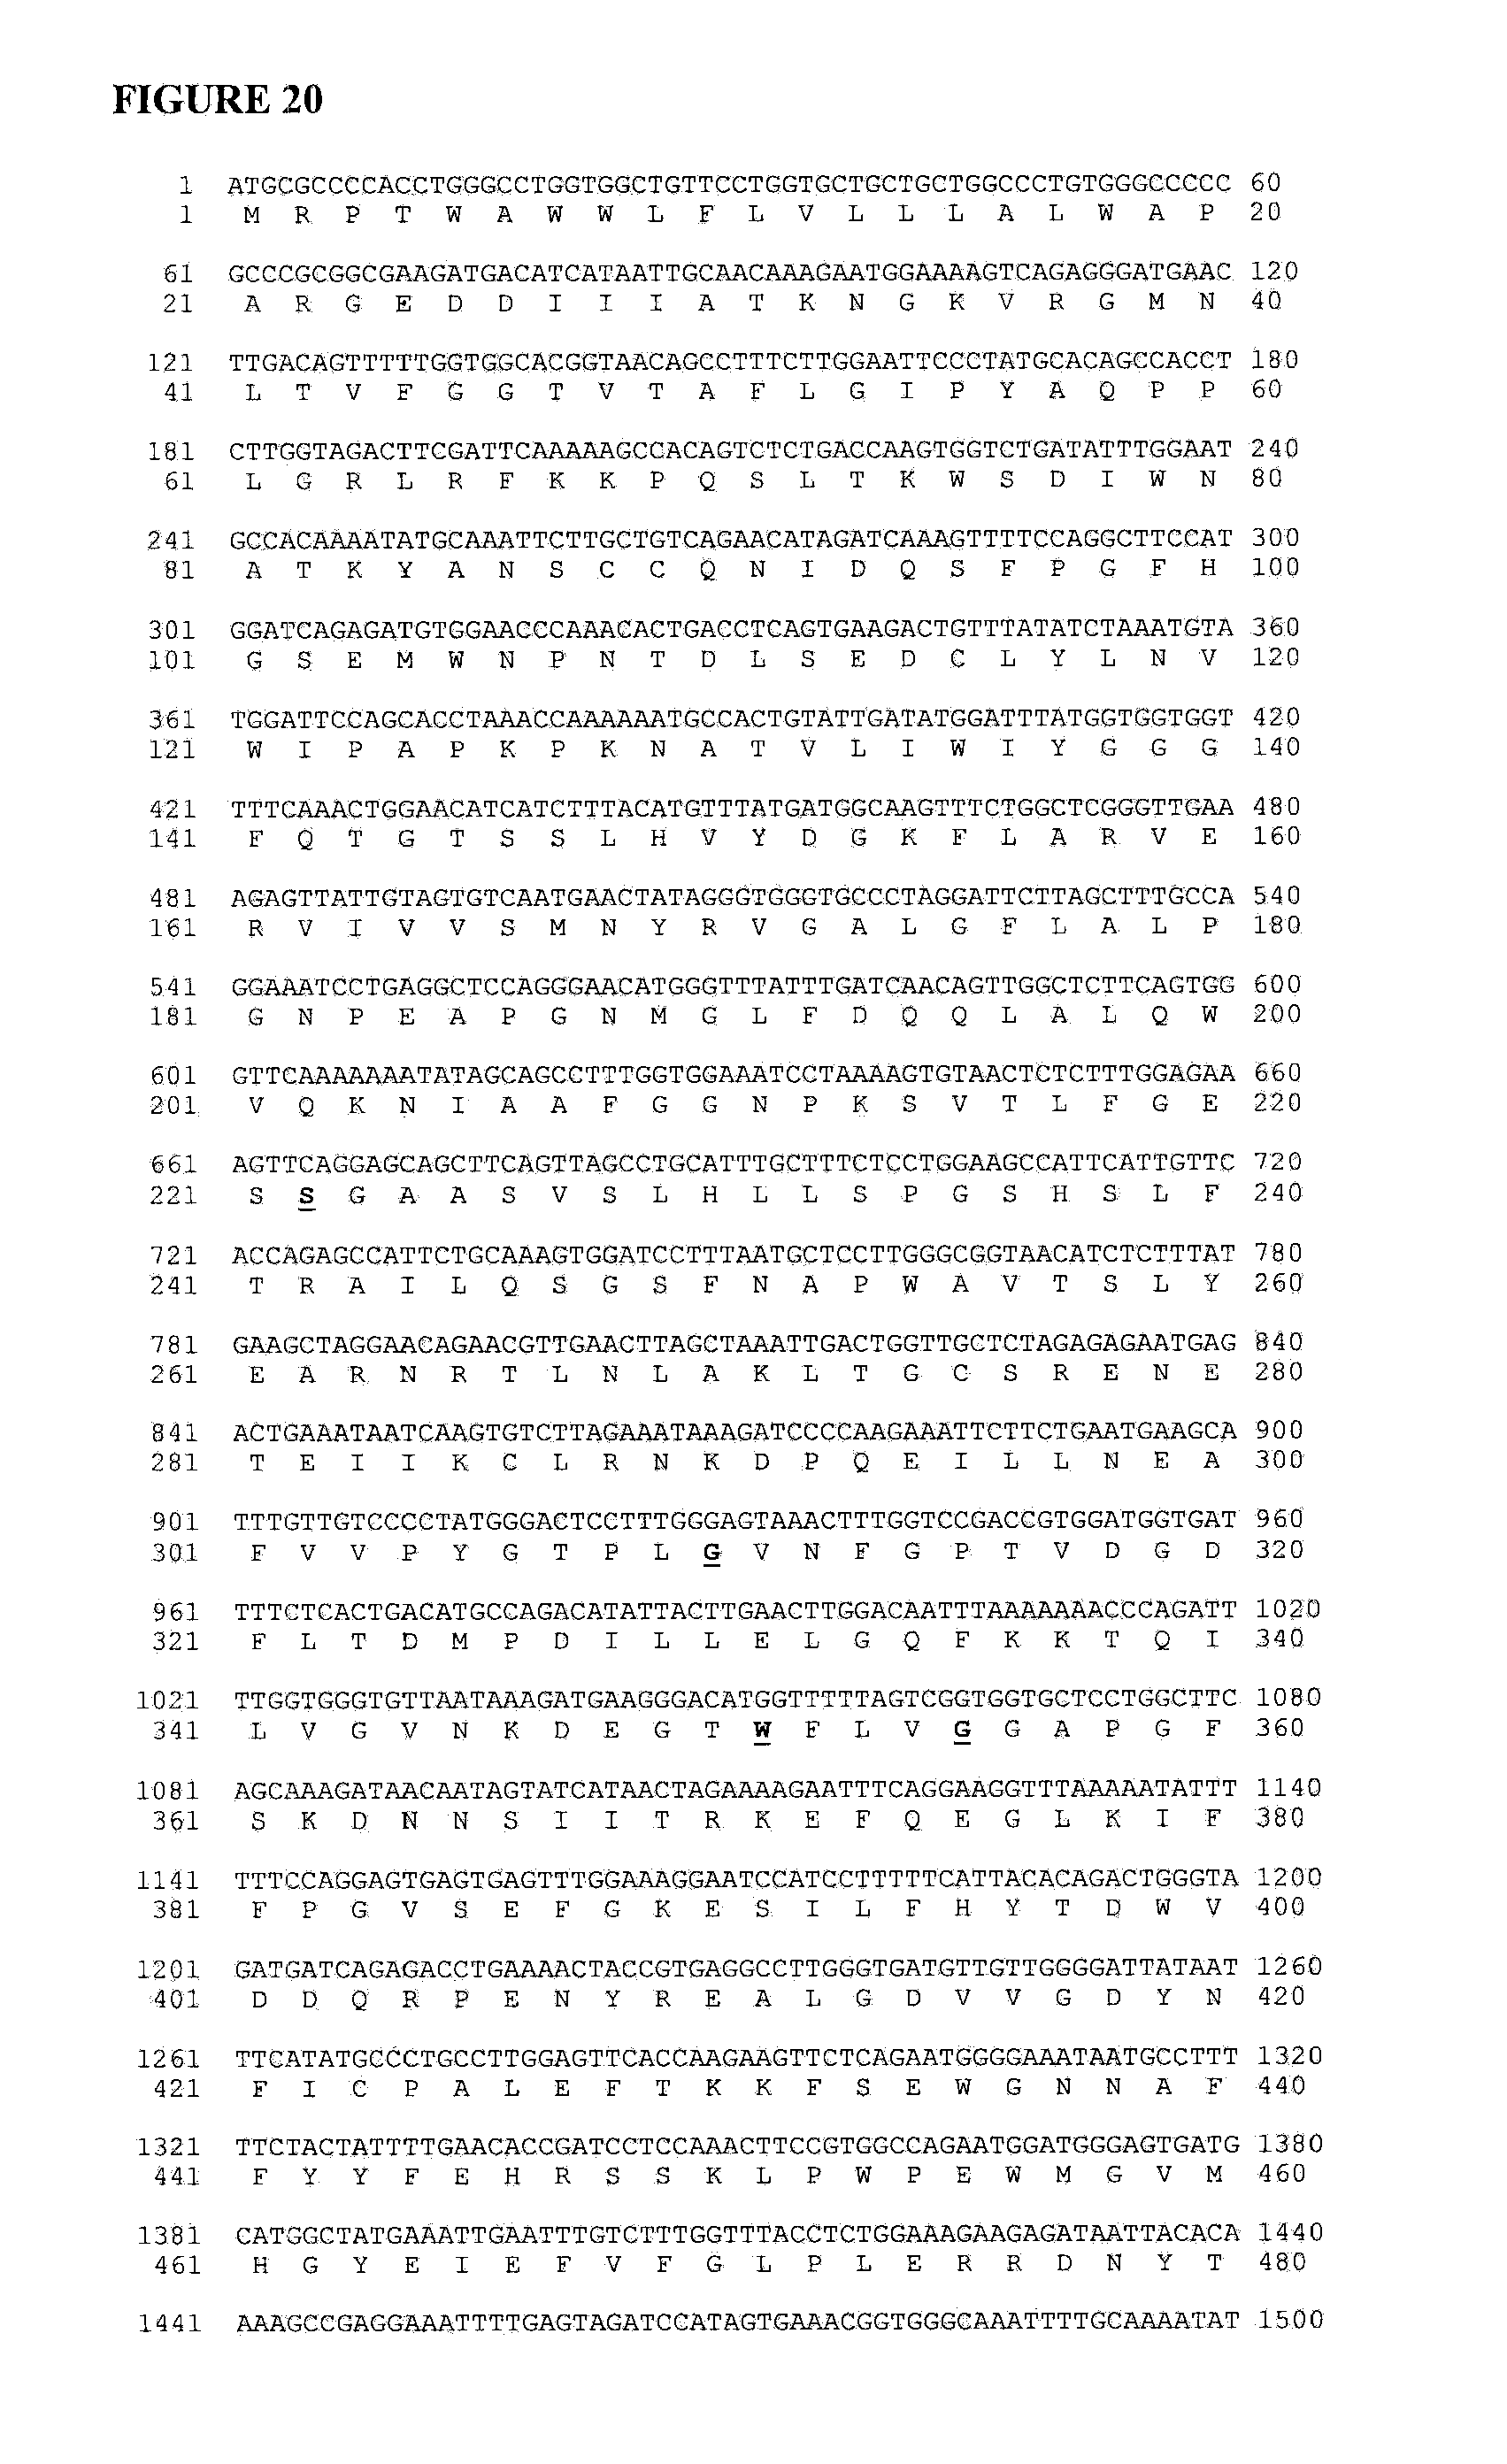 FIGURE 20
1 ATGCGCCCCACCTGGGCCTGGTGGCTGTTCCTGGTGCTGCTGCTGGCCCTGTGGGCCCCC 60
1 M R P T W A W W L F L V L L L A L W A P 20
61 GCCCGCGGCGAAGATGACATCATAATTGCAACAAAGAATGGAAAAGTCAGAGGGATGAAC 120
21 A R G E D D I I I A T K N G K V R G M N 40
121 TTGACAGTTTTTGGTGGCACGGTAACAGCCTTTCTTGGAATTCCCTATGCACAGCCACCT 180
41 L T V F G G T V T A F L G I P Y A Q P P 60
181 CTTGGTAGACTTCGATTCAAAAAGCCACAGTCTCTGACCAAGTGGTCTGATATTTGGAAT 240
61 L G R L R F K K P Q S L T K W S D I W N 80
241 GCCACAAAATATGCAAATTCTTGCTGTCAGAACATAGATCAAAGTTTTCCAGGCTTCCAT 300
81 A T K Y A N S C C Q N I D Q S F P G F H 100
301 GGATCAGAGATGTGGAACCCAAACACTGACCTCAGTGAAGACTGTTTATATCTAAATGTA 360
101 G S E M W N P N T D L S E D C L Y L N V 120
361 TGGATTCCAGCACCTAAACCAAAAAATGCCACTGTATTGATATGGATTTATGGTGGTGGT 420
121 W I P A P K P K N A T V L I W I Y G G G 140
421 TTTCAAACTGGAACATCATCTTTACATGTTTATGATGGCAAGTTTCTGGCTCGGGTTGAA 480
141 F Q T G T S S L H V Y D G K F L A R V E 160
481 AGAGTTATTGTAGTGTCAATGAACTATAGGGTGGGTGCCCTAGGATTCTTAGCTTTGCCA 540
161 R V I V V S M N Y R V G A L G F L A L P 180
541 GGAAATCCTGAGGCTCCAGGGAACATGGGTTTATTTGATCAACAGTTGGCTCTTCAGTGG 600
181 G N P E A P G N M G L F D Q Q L A L Q W 200
601 GTTCAAAAAAATATAGCAGCCTTTGGTGGAAATCCTAAAAGTGTAACTCTCTTTGGAGAA 660
201 V Q K N I A A F G G N P K S V T L F G E 220
661 AGTTCAGGAGCAGCTTCAGTTAGCCTGCATTTGCTTTCTCCTGGAAGCCATTCATTGTTC 720
221 S S G A A S V S L H L L S P G S H S L F 240
721 ACCAGAGCCATTCTGCAAAGTGGATCCTTTAATGCTCCTTGGGCGGTAACATCTCTTTAT 780
241 T R A I L Q S G S F N A P W A V T S L Y 260
781 GAAGCTAGGAACAGAACGTTGAACTTAGCTAAATTGACTGGTTGCTCTAGAGAGAATGAG 840
261 E A R N R T L N L A K L T G C S R E N E 280
841 ACTGAAATAATCAAGTGTCTTAGAAATAAAGATCCCCAAGAAATTCTTCTGAATGAAGCA 900
281 T E I I K C L R N K D P Q E I L L N E A 300
901 TTTGTTGTCCCCTATGGGACTCCTTTGGGAGTAAACTTTGGTCCGACCGTGGATGGTGAT 960
301 F V V P Y G T P L G V N F G P T V D G D 320
961 TTTCTCACTGACATGCCAGACATATTACTTGAACTTGGACAATTTAAAAAAACCCAGATT 1020
321 F L T D M P D I L L E L G Q F K K T Q I 340
1021 TTGGTGGGTGTTAATAAAGATGAAGGGACATGGTTTTTAGTCGGTGGTGCTCCTGGCTTC 1080
341 L V G V N K D E G T W F L V G G A P G F 360
1081 AGCAAAGATAACAATAGTATCATAACTAGAAAAGAATTTCAGGAAGGTTTAAAAATATTT 1140
361 S K D N N S I I T R K E F Q E G L K I F 380
1141 TTTCCAGGAGTGAGTGAGTTTGGAAAGGAATCCATCCTTTTTCATTACACAGACTGGGTA 1200
381 F P G V S E F G K E S I L F H Y T D W V 400
1201 GATGATCAGAGACCTGAAAACTACCGTGAGGCCTTGGGTGATGTTGTTGGGGATTATAAT 1260
401 D D Q R P E N Y R E A L G D V V G D Y N 420
1261 TTCATATGCCCTGCCTTGGAGTTCACCAAGAAGTTCTCAGAATGGGGAAATAATGCCTTT 1320
421 F I C P A L E F T K K F S E W G N N A F 440
1321 TTCTACTATTTTGAACACCGATCCTCCAAACTTCCGTGGCCAGAATGGATGGGAGTGATG 1380
441 F Y Y F E H R S S K L P W P E W M G V M 460
1381 CATGGCTATGAAATTGAATTTGTCTTTGGTTTACCTCTGGAAAGAAGAGATAATTACACA 1440
461 H G Y E I E F V F G L P L E R R D N Y T 480
1441 AAAGCCGAGGAAATTTTGAGTAGATCCATAGTGAAACGGTGGGCAAATTTTGCAAAATAT 1500